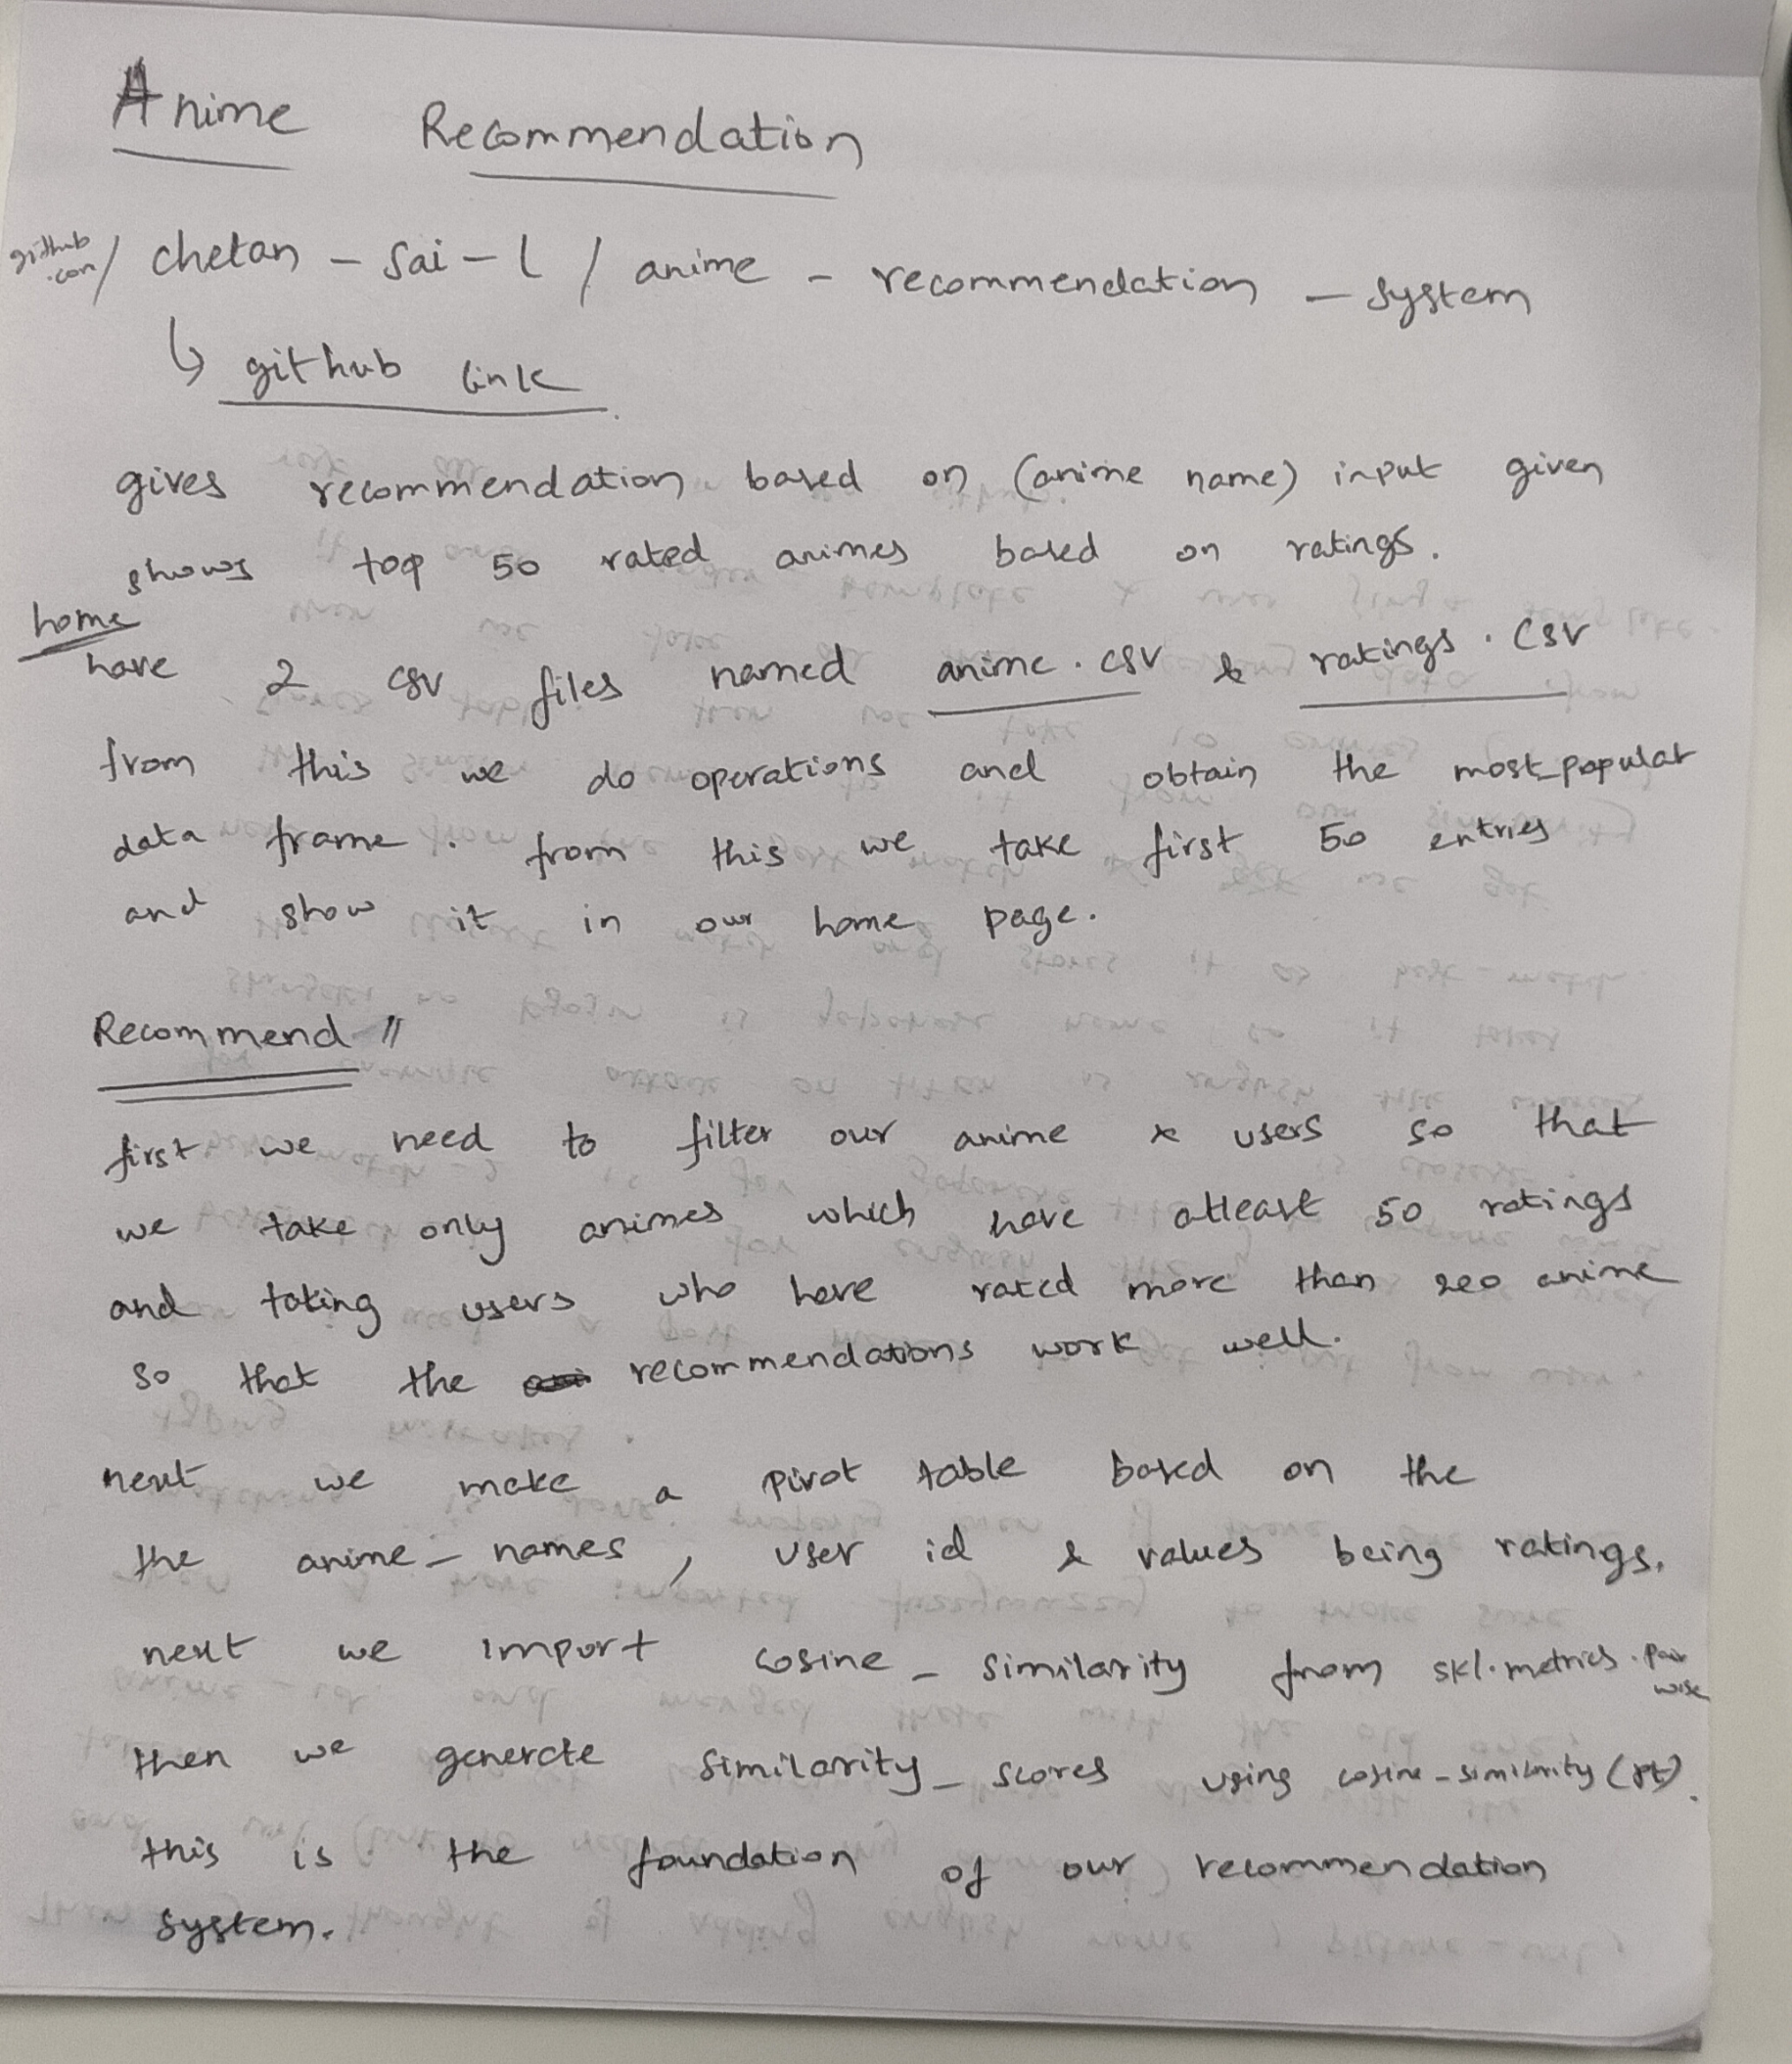 Anime Recommendation
github.com/chetan-sai-l/anime-recommendation-system
↳ github link
gives recommendation based on (anime name) input given
shows top 50 rated animes based on ratings.
home
have 2 csv files named anime.csv & ratings.csv
from this we do operations and obtain the most_popular
data frame. from this we take first 50 entries
and show it in our home page.
Recommend
first we need to filter our anime & users so that
we take only animes which have atleast 50 ratings
and taking users who have rated more than 200 anime
so that the recommendations work well.
next we make a pivot table based on the
the anime-names, user id & values being ratings.
next we import cosine_similarity from skl.metrics.pairwise
then we generate similarity_scores using cosine_similarity(pt).
this is the foundation of our recommendation
system.